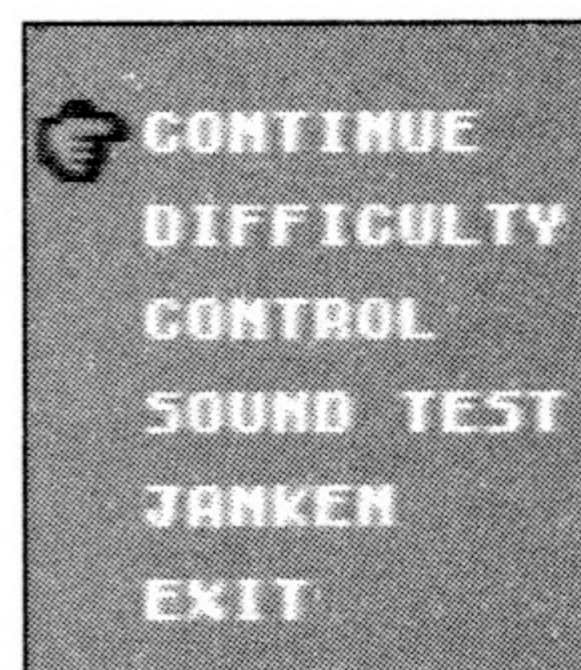 CONTINUE
DIFFICULTY
CONTROL
SOUND TEST
JANKEN
EXIT